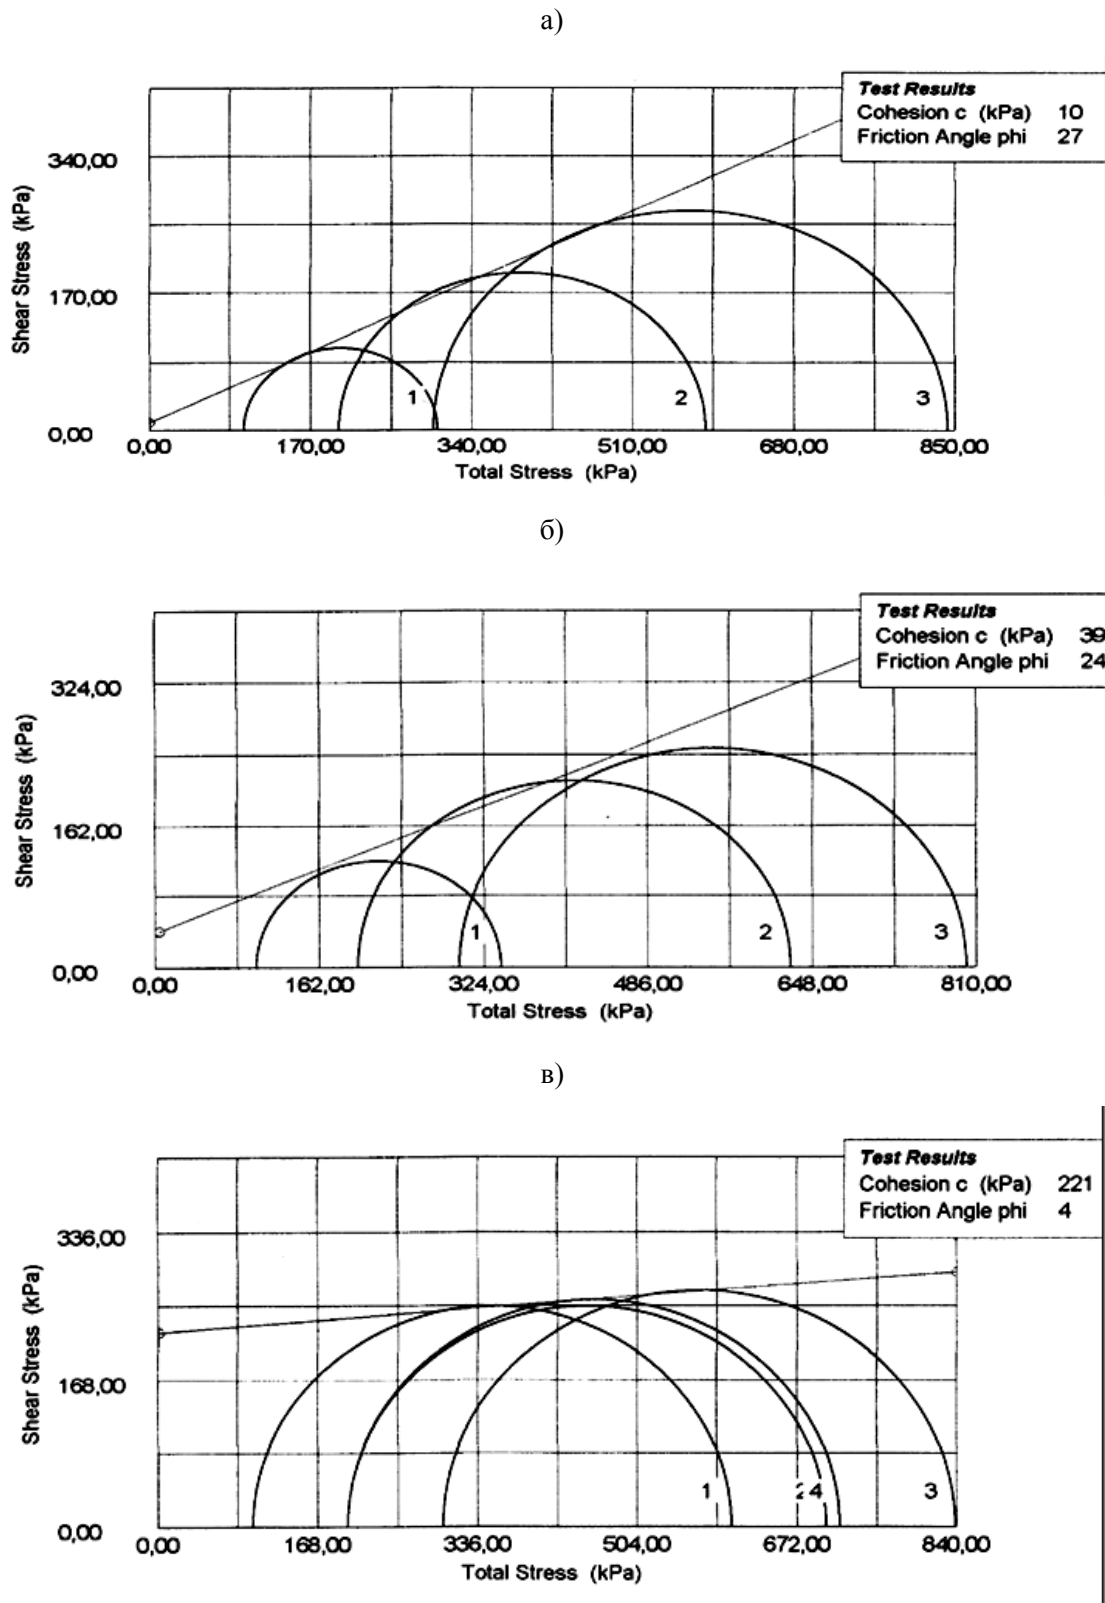 а)
Test Results
Cohesion c (kPa) 10
Friction Angle phi 27
Shear Stress (kPa)
340,00
170,00
0,00
1
2
3
0,00 170,00 340,00 510,00 680,00 850,00
Total Stress (kPa)
б)
Test Results
Cohesion c (kPa) 39
Friction Angle phi 24
Shear Stress (kPa)
324,00
162,00
0,00
1
2
3
0,00 162,00 324,00 486,00 648,00 810,00
Total Stress (kPa)
в)
Test Results
Cohesion c (kPa) 221
Friction Angle phi 4
Shear Stress (kPa)
336,00
168,00
0,00
1
24
3
0,00 168,00 336,00 504,00 672,00 840,00
Total Stress (kPa)